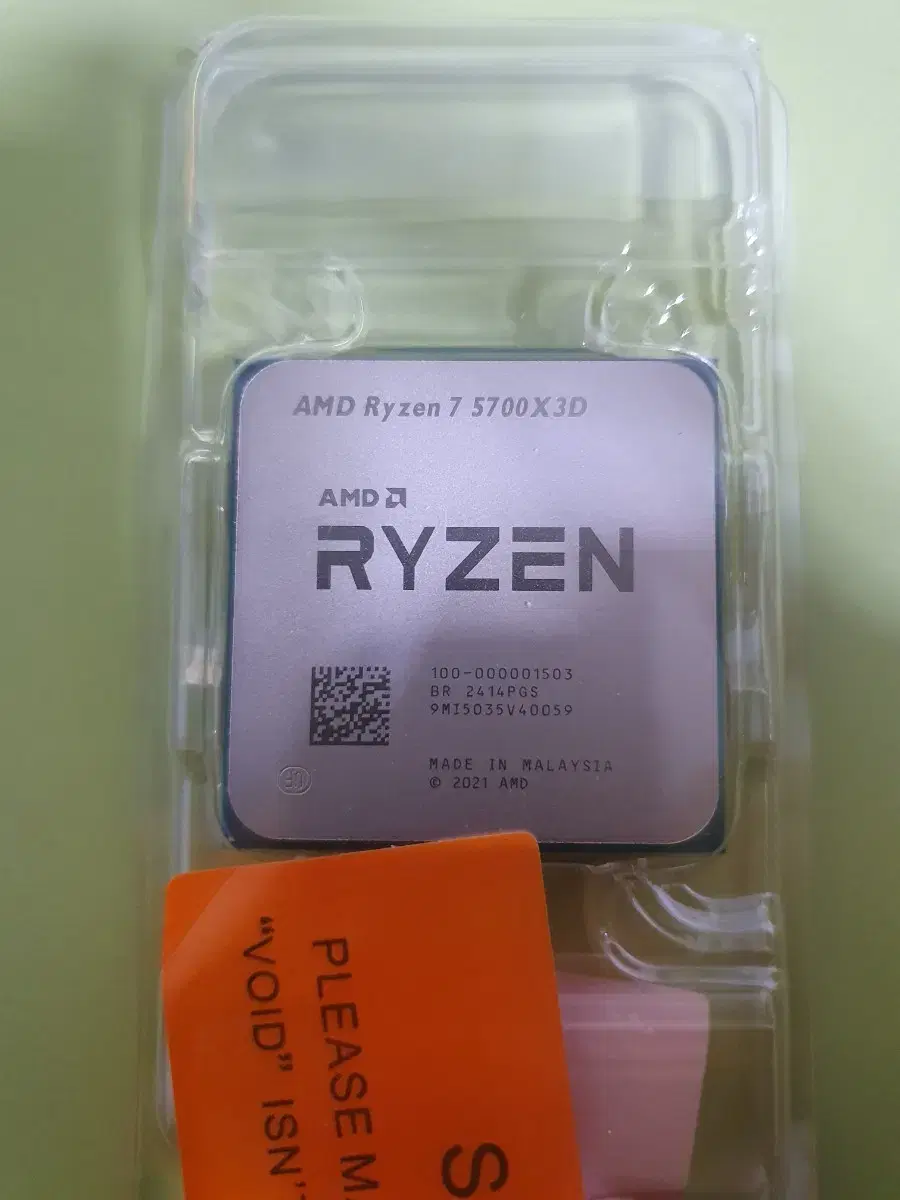 AMD Ryzen 7 5700X3D
AMD
RYZEN
100-000001503
BR 2414PGS
9MI5035V40059
MADE IN MALAYSIA
© 2021 AMD
S
PLEASE M
"VOID" ISN'